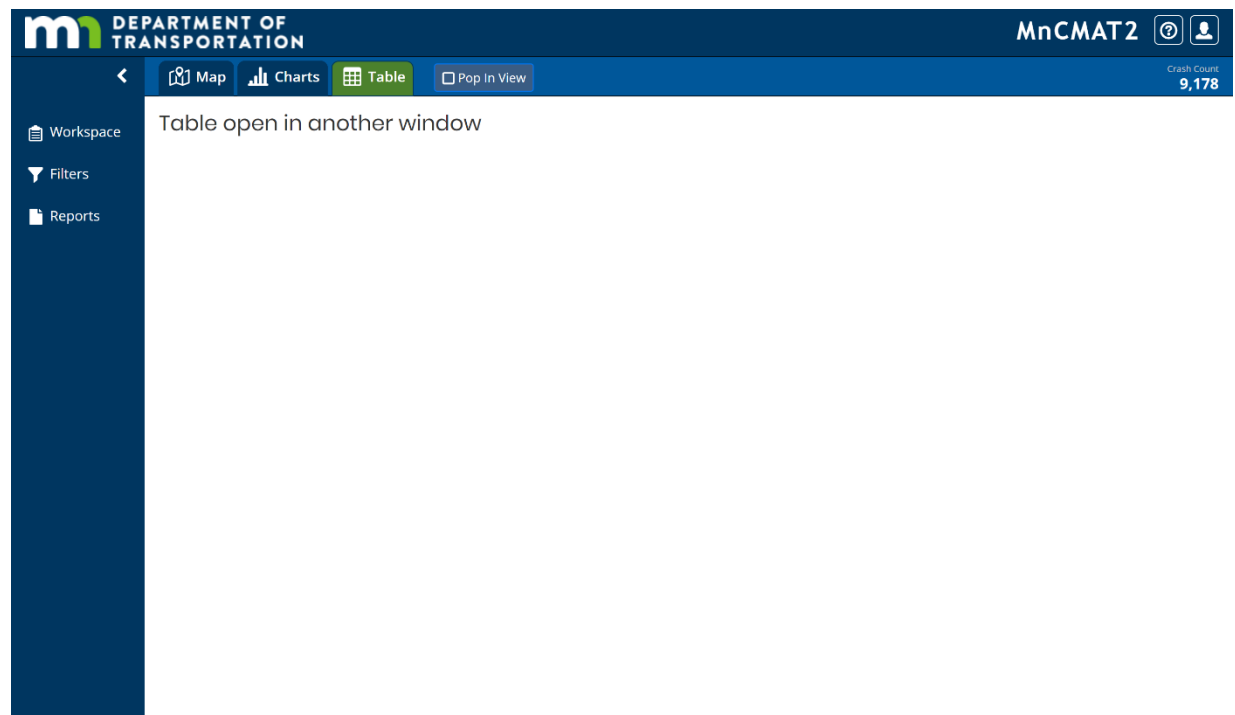 DEPARTMENT OF
TRANSPORTATION
MnCMAT2
Map
Charts
Table
Pop In View
Crash Count
9,178
Workspace
Filters
Reports
Table open in another window